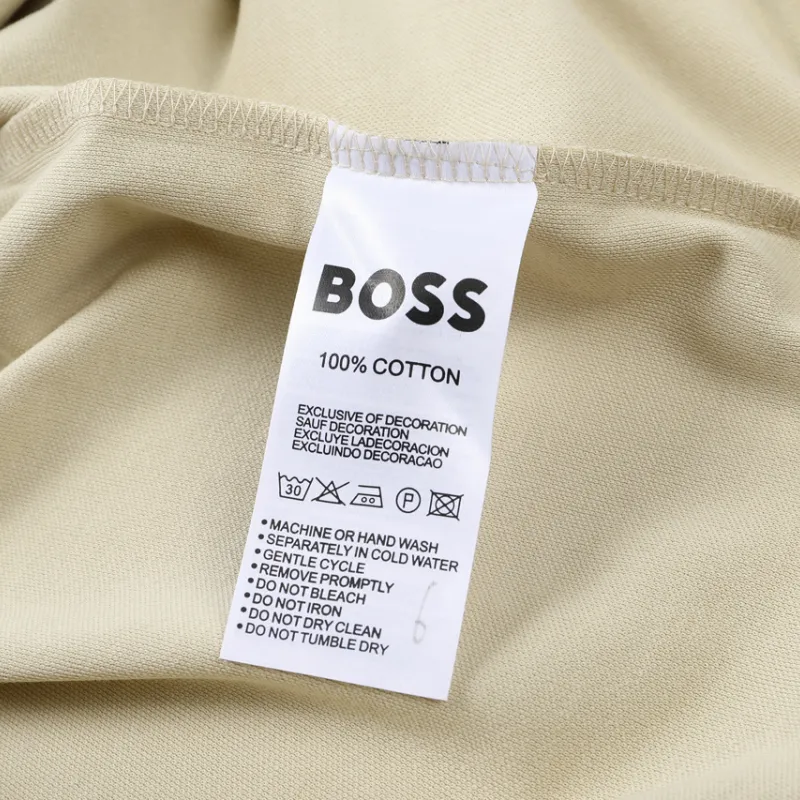 BOSS
100% COTTON
EXCLUSIVE OF DECORATION
SAUF DECORATION
EXCLUYE LADECORACION
EXCLUINDO DECORACAO
30 P
• MACHINE OR HAND WASH
• SEPARATELY IN COLD WATER
• GENTLE CYCLE
• REMOVE PROMPTLY
• DO NOT BLEACH
• DO NOT IRON
• DO NOT DRY CLEAN
• DO NOT TUMBLE DRY
6